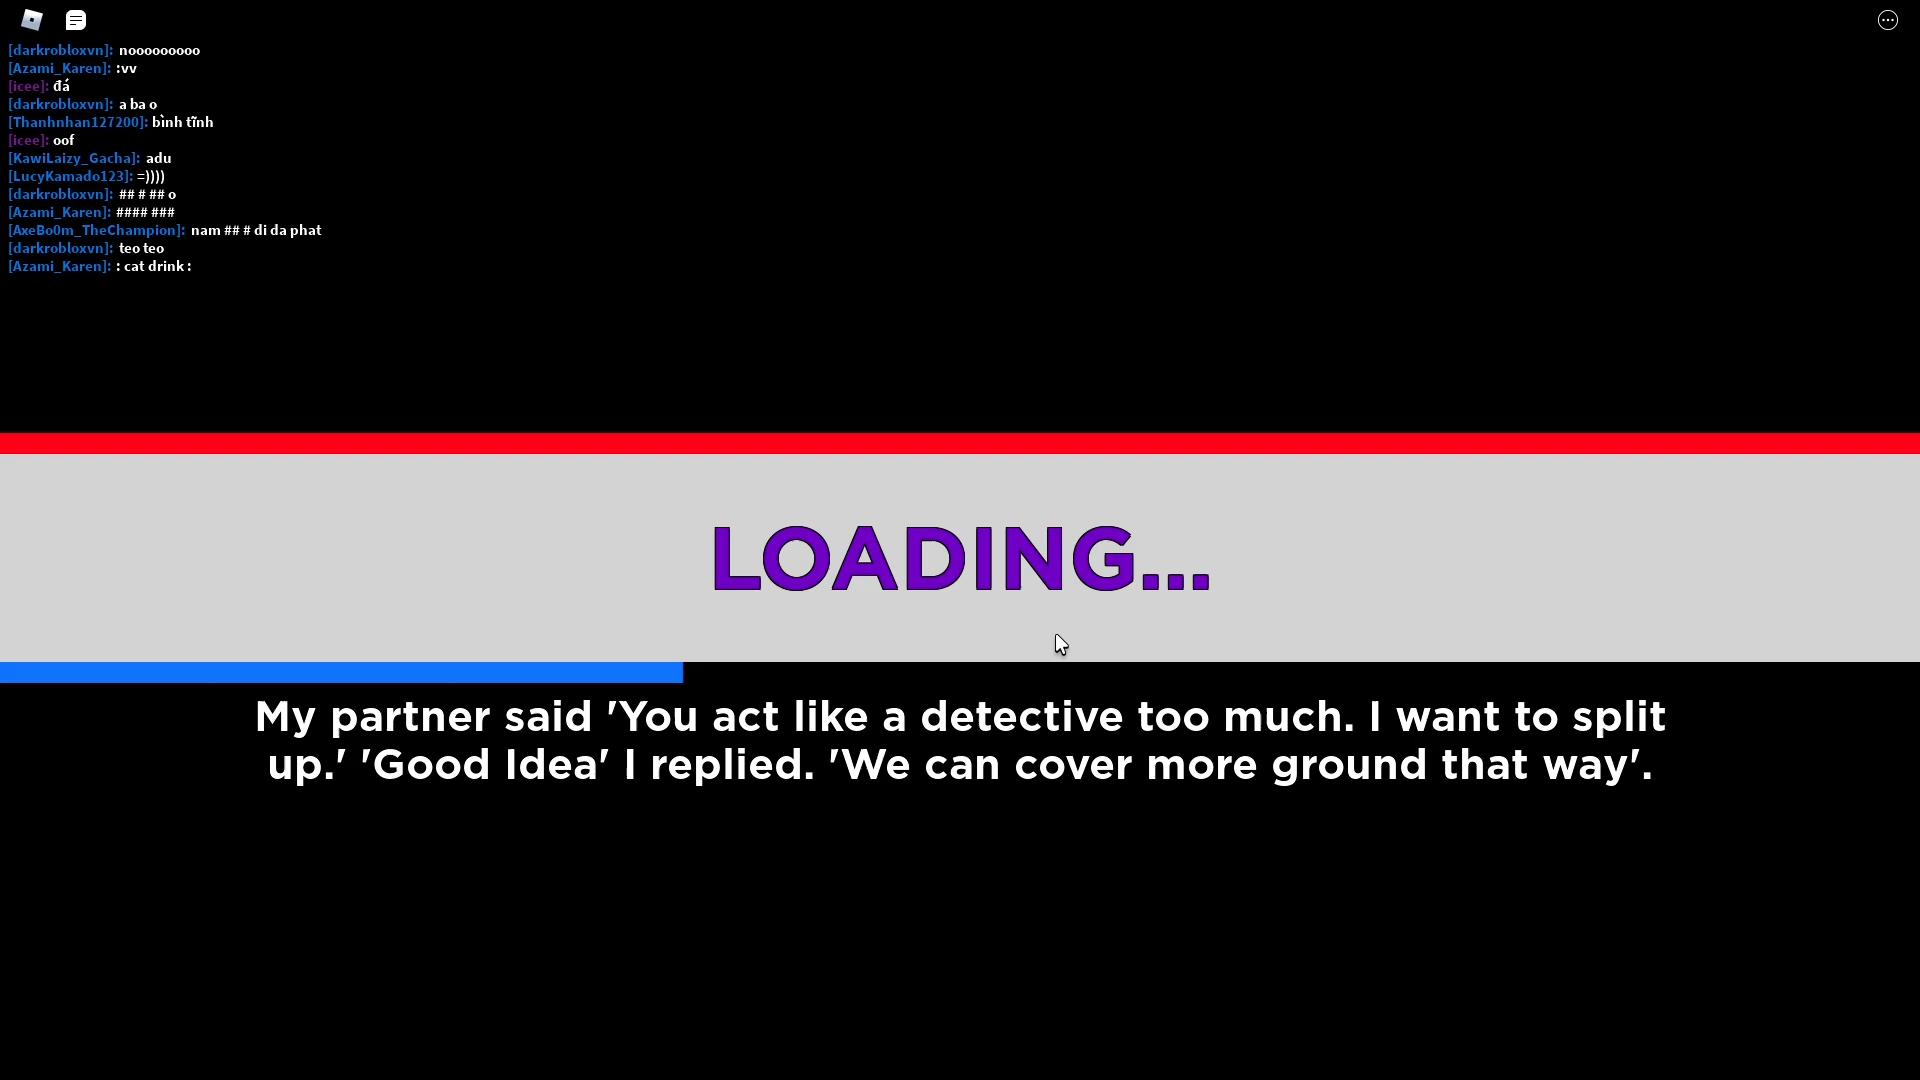 [darkrobloxvn]: nooooooooo
[Azami_Karen]: :vv
[icee]: đá
[darkrobloxvn]: a ba o
[Thanhnhan127200]: bình tĩnh
[icee]: oof
[KawiLaizy_Gacha]: adu
[LucyKamado123]: =))))
[darkrobloxvn]: ## # ## o
[Azami_Karen]: #### ###
[AxeBo0m_TheChampion]: nam ## # di da phat
[darkrobloxvn]: teo teo
[Azami_Karen]: : cat drink :
LOADING...
My partner said 'You act like a detective too much. I want to split
up.' 'Good Idea' I replied. 'We can cover more ground that way'.